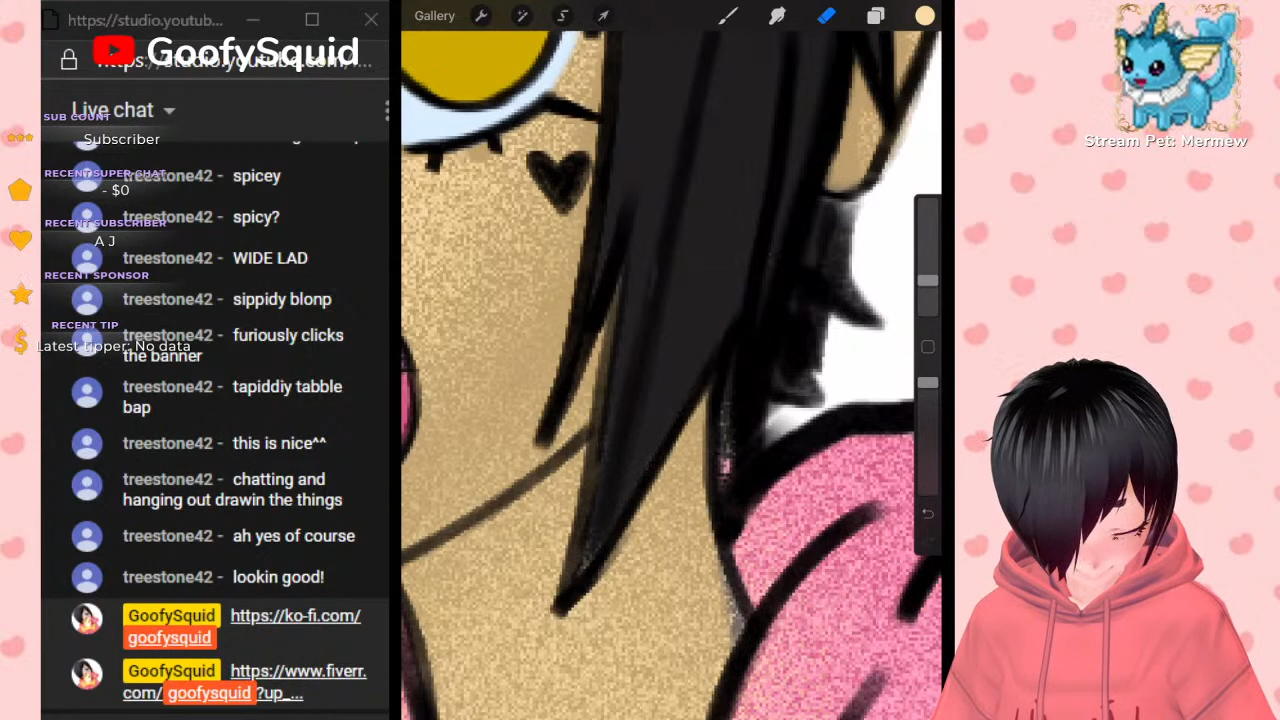 https://studio.youtub...
GoofySquid
Live chat
SUB COUNT
Subscriber
treestone42 - spicey
RECENT SUPER CHAT
- $0
treestone42 - spicy?
RECENT SUBSCRIBER
A J
treestone42 - WIDE LAD
RECENT SPONSOR
treestone42 - sippidy blonp
RECENT TIP
treestone42 - furiously clicks
the banner
Latest tipper: No data
treestone42 - tapiddiy tabble
bap
treestone42 - this is nice^^
treestone42 - chatting and
hanging out drawin the things
treestone42 - ah yes of course
treestone42 - lookin good!
GoofySquid https://ko-fi.com/
goofysquid
GoofySquid https://www.fiverr.
com/goofysquid?up_...
Gallery
Stream Pet: Mermew